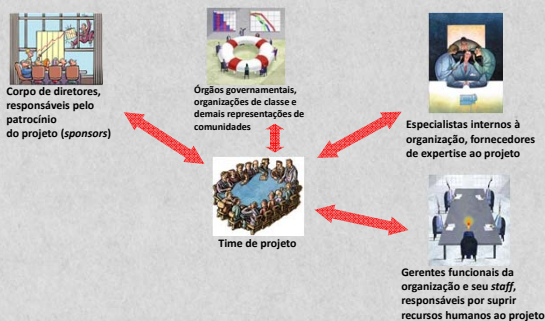 Corpo de diretores,
responsáveis pelo
patrocínio
do projeto (sponsors)
Órgãos governamentais,
organizações de classe e
demais representações de
comunidades
Especialistas internos à
organização, fornecedores
de expertise ao projeto
Time de projeto
Gerentes funcionais da
organização e seu staff,
responsáveis por suprir
recursos humanos ao projeto